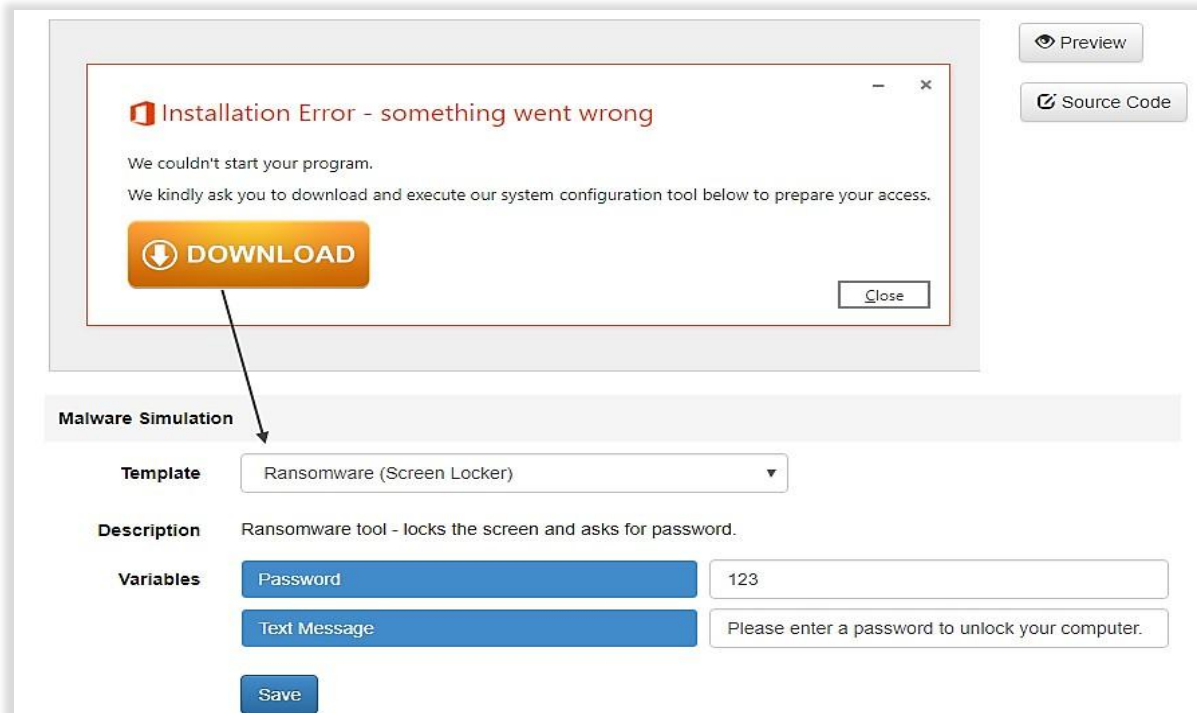 Preview
Source Code
Installation Error - something went wrong
We couldn't start your program.
We kindly ask you to download and execute our system configuration tool below to prepare your access.
DOWNLOAD
Close
Malware Simulation
Template Ransomware (Screen Locker)
Description Ransomware tool - locks the screen and asks for password.
Variables Password 123
Text Message Please enter a password to unlock your computer.
Save